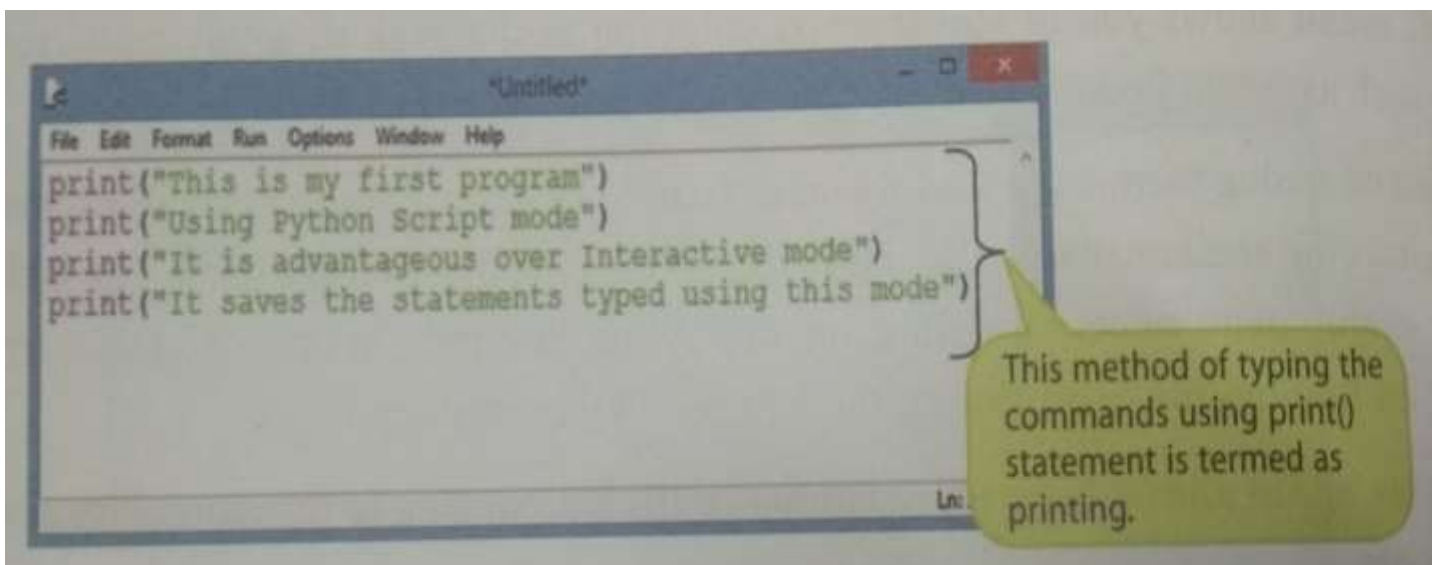 *Untitled*
File Edit Format Run Options Window Help
print("This is my first program")
print("Using Python Script mode")
print("It is advantageous over Interactive mode")
print("It saves the statements typed using this mode")
This method of typing the
commands using print()
statement is termed as
printing.
Ln: